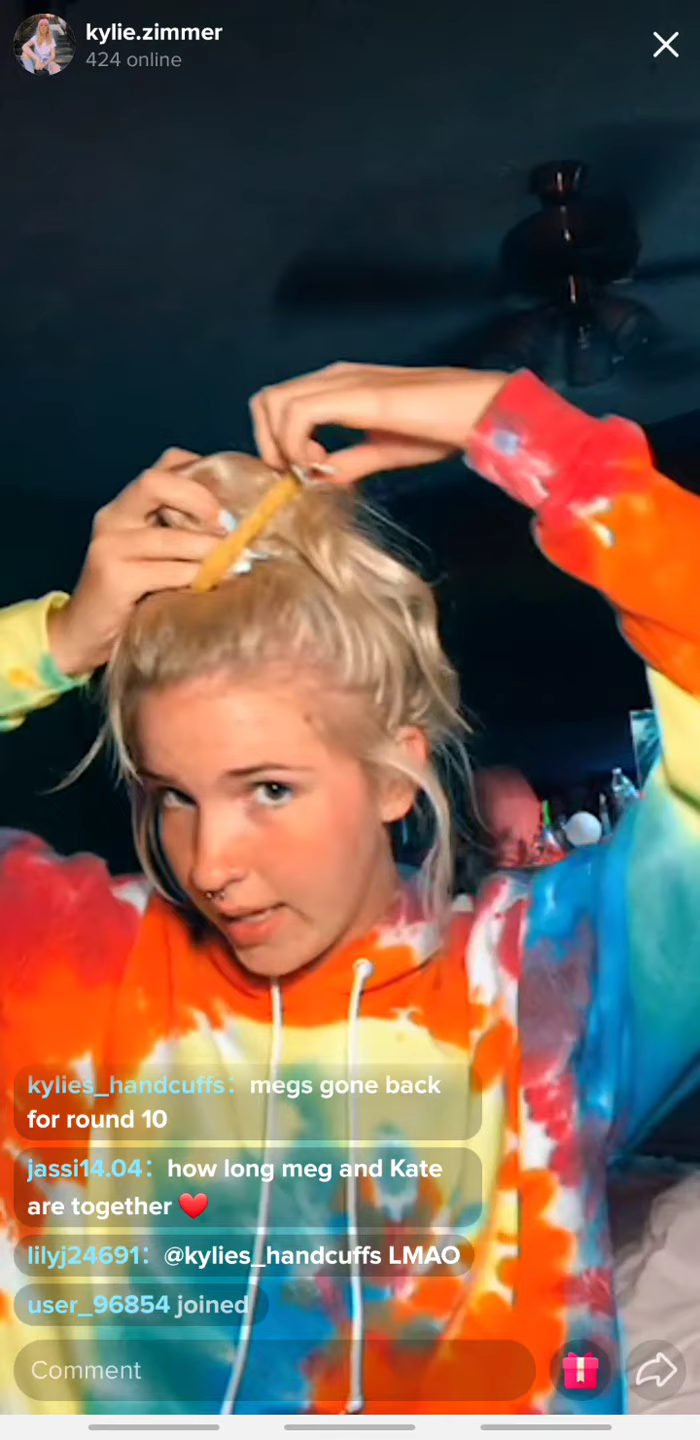 kylie.zimmer
424 online
kylies_handcuffs: megs gone back
for round 10
jassi14.04: how long meg and Kate
are together ❤️
lilyj24691: @kylies_handcuffs LMAO
user_96854 joined
Comment